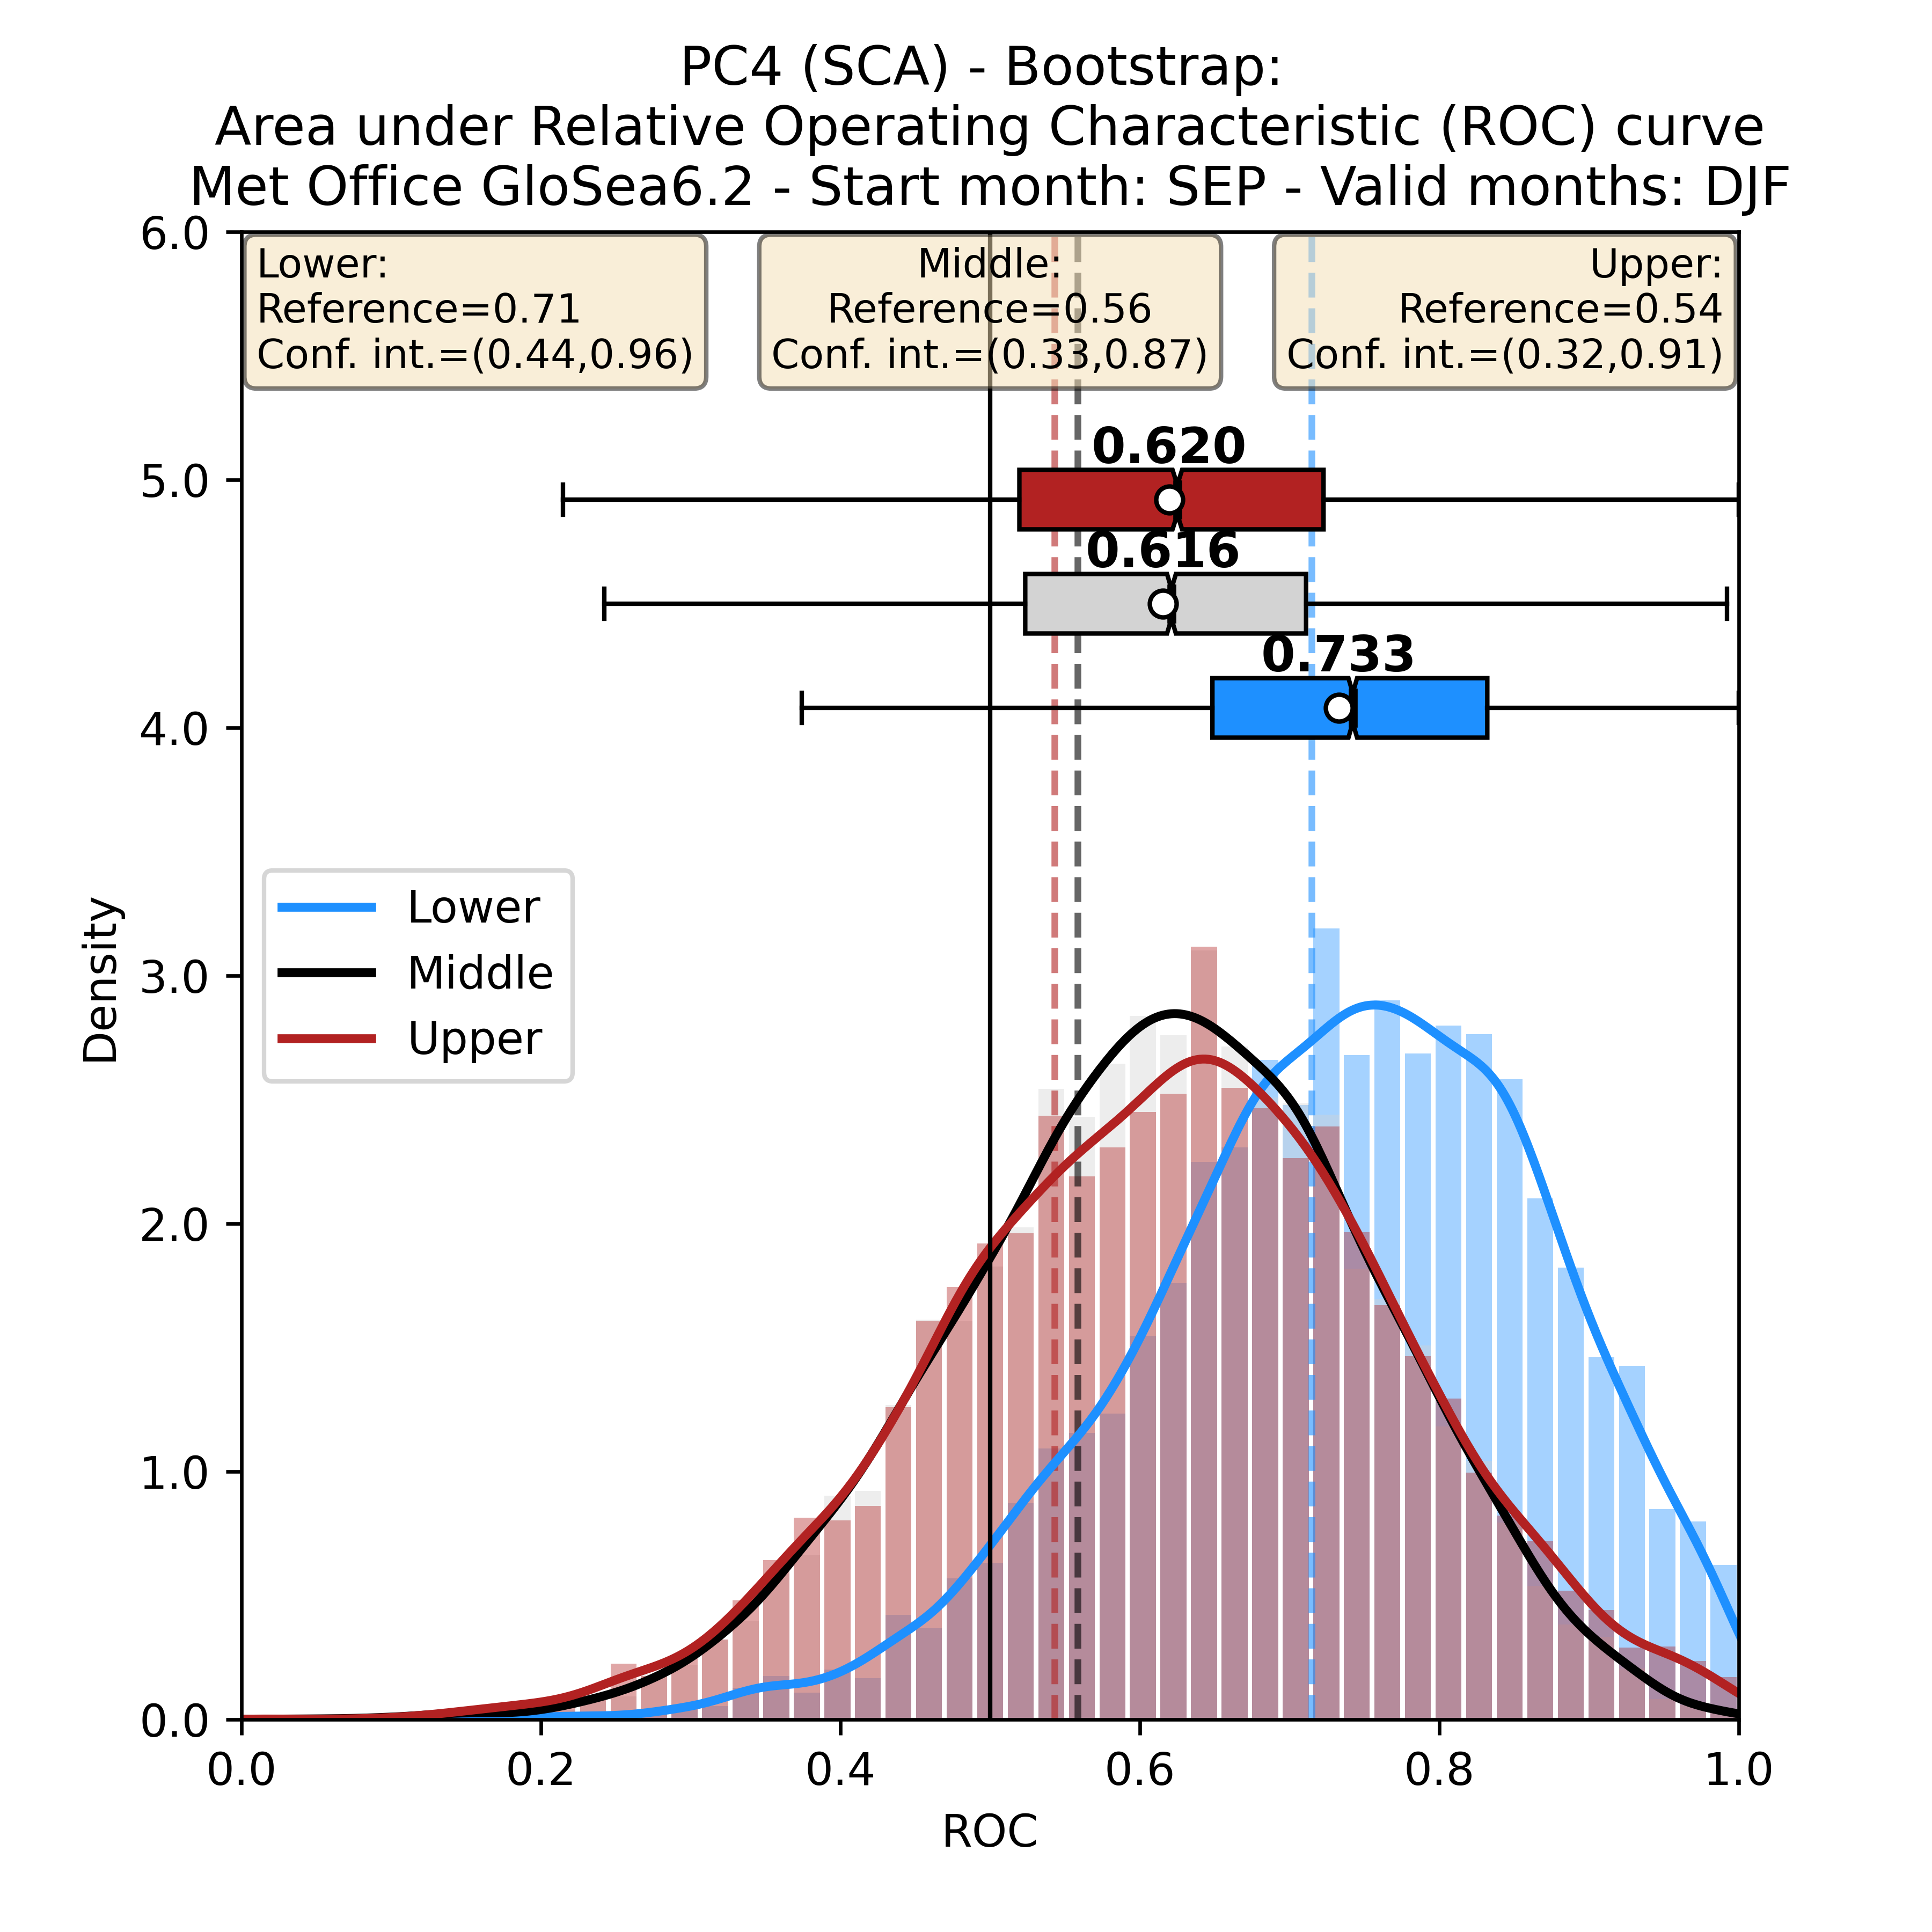 PC4 (SCA) - Bootstrap:
Area under Relative Operating Characteristic (ROC) curve
Met Office GloSea6.2 - Start month: SEP - Valid months: DJF
6.0
Lower:
Reference=0.71
Conf. int.=(0.44,0.96)
Middle:
Reference=0.56
Conf. int.=(0.33,0.87)
Upper:
Reference=0.54
Conf. int.=(0.32,0.91)
0.620
5.0
0.616
0.733
4.0
Lower
Middle
Upper
Density
3.0
2.0
1.0
0.0
0.0 0.2 0.4 0.6 0.8 1.0
ROC